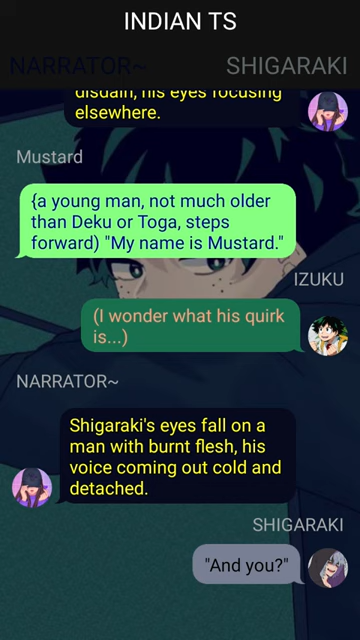 INDIAN TS
NARRATOR~ SHIGARAKI
disdain, his eyes focusing
elsewhere.
Mustard
{a young man, not much older
than Deku or Toga, steps
forward) "My name is Mustard."
IZUKU
(I wonder what his quirk
is...)
NARRATOR~
Shigaraki's eyes fall on a
man with burnt flesh, his
voice coming out cold and
detached.
SHIGARAKI
"And you?"